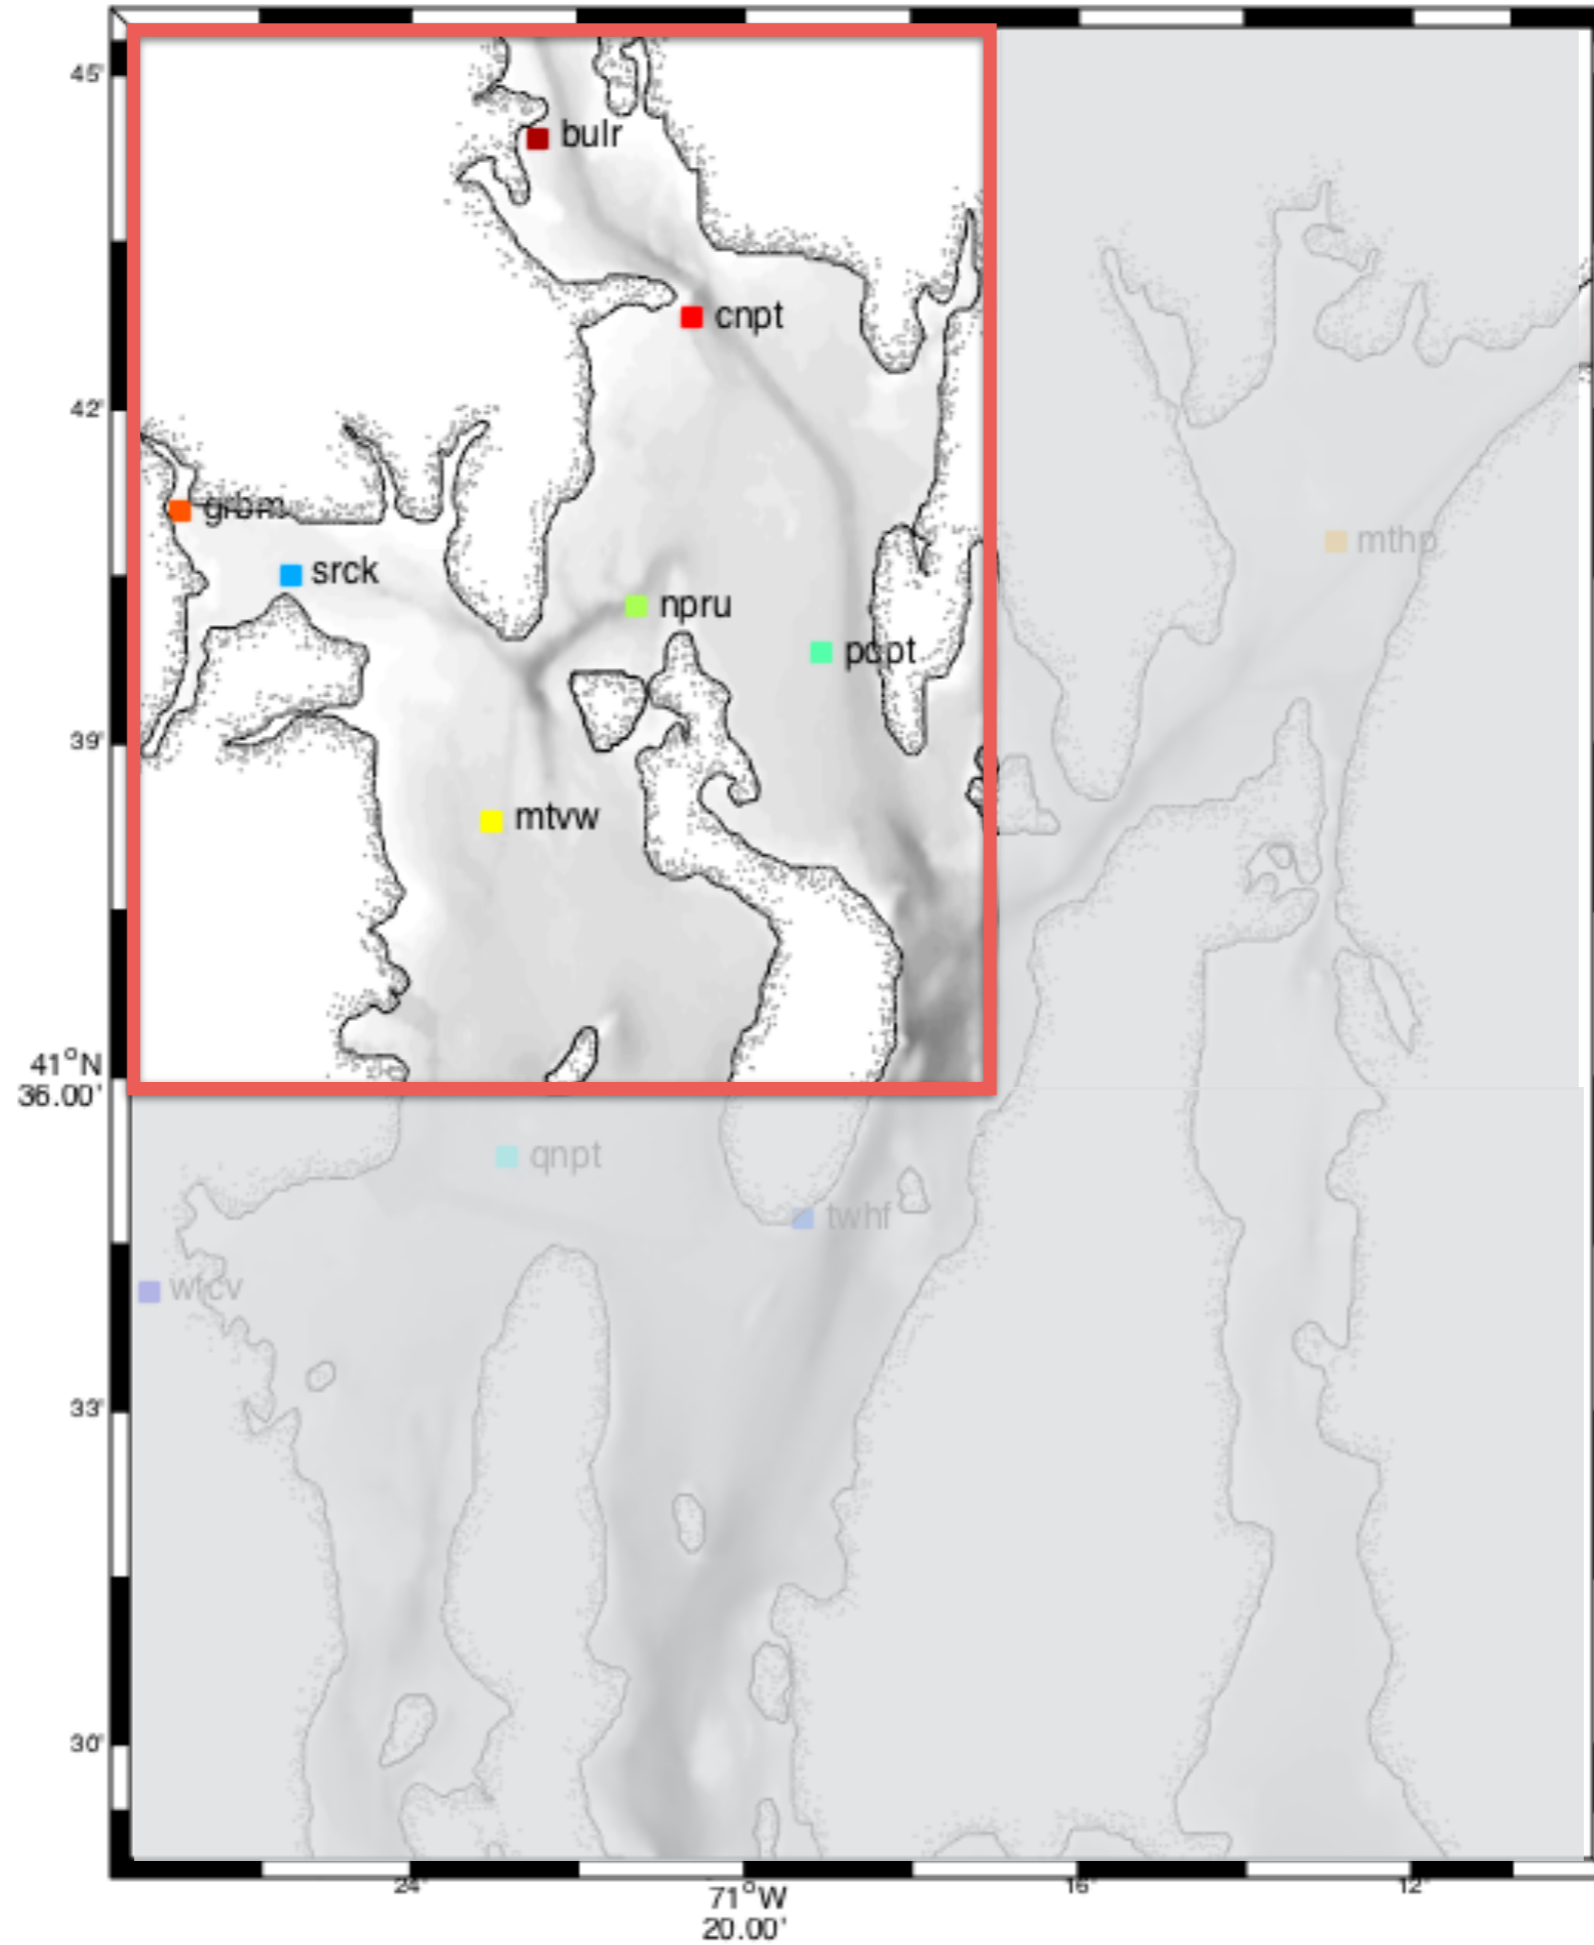 45'
bulr
cnpt
42'
grbm
srck
mthp
npru
pcpt
39'
mtvw
41°N
36.00'
qnpt
twhf
wtcv
33'
30'
24'
71°W
20.00'
16'
12'